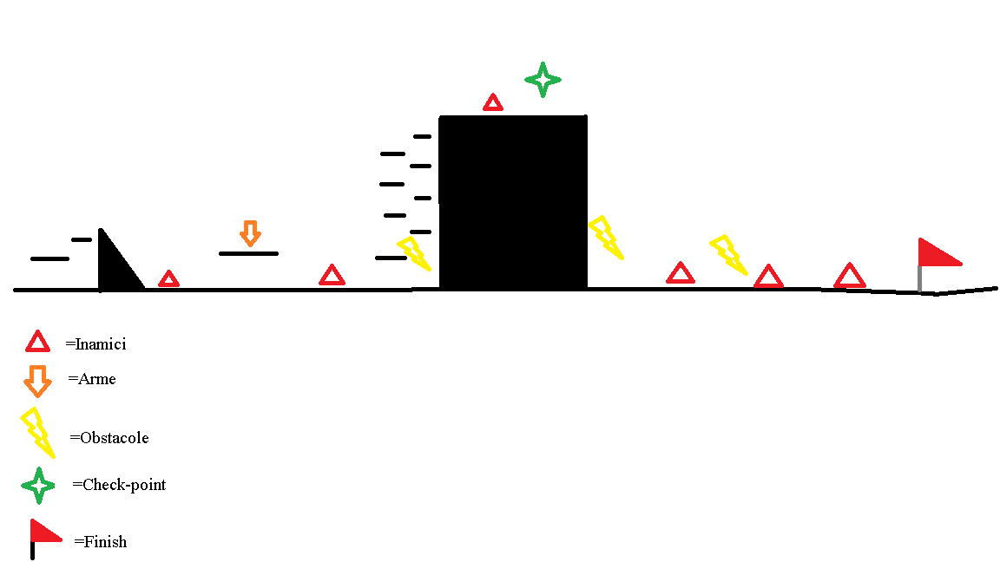 =Inamici
=Arme
=Obstacole
=Check-point
=Finish